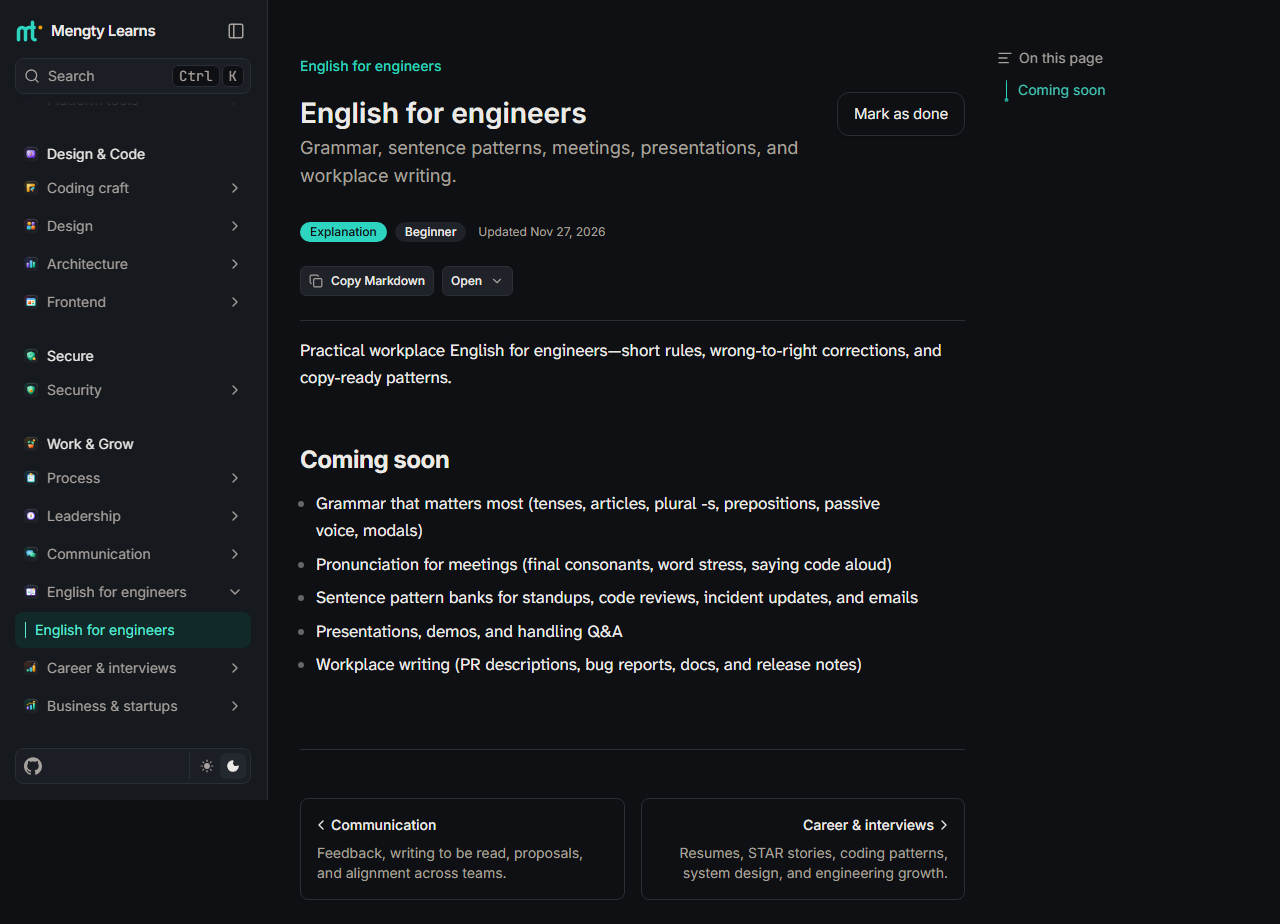 Mengty Learns
Search Ctrl K
Design & Code
Coding craft
Design
Architecture
Frontend
Secure
Security
Work & Grow
Process
Leadership
Communication
English for engineers
English for engineers
Career & interviews
Business & startups
English for engineers
English for engineers
Mark as done
Grammar, sentence patterns, meetings, presentations, and
workplace writing.
Explanation Beginner Updated Nov 27, 2026
Copy Markdown Open
Practical workplace English for engineers—short rules, wrong-to-right corrections, and
copy-ready patterns.
Coming soon
Grammar that matters most (tenses, articles, plural -s, prepositions, passive
voice, modals)
Pronunciation for meetings (final consonants, word stress, saying code aloud)
Sentence pattern banks for standups, code reviews, incident updates, and emails
Presentations, demos, and handling Q&A
Workplace writing (PR descriptions, bug reports, docs, and release notes)
Communication
Feedback, writing to be read, proposals,
and alignment across teams.
Career & interviews
Resumes, STAR stories, coding patterns,
system design, and engineering growth.
On this page
Coming soon